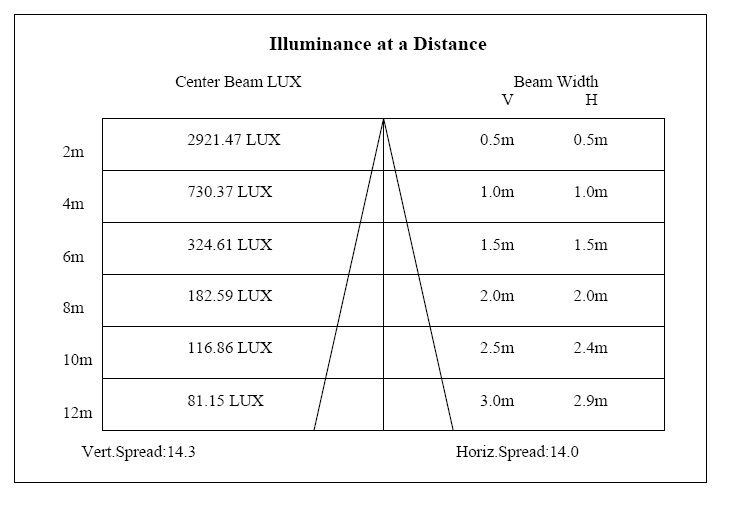 Illuminance at a Distance
Center Beam LUX Beam Width
V H
2m 2921.47 LUX 0.5m 0.5m
4m 730.37 LUX 1.0m 1.0m
6m 324.61 LUX 1.5m 1.5m
8m 182.59 LUX 2.0m 2.0m
10m 116.86 LUX 2.5m 2.4m
12m 81.15 LUX 3.0m 2.9m
Vert.Spread:14.3 Horiz.Spread:14.0